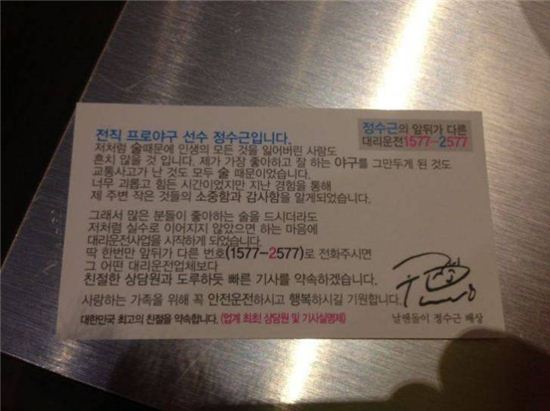 전직 프로야구 선수 정수근입니다.
정수근의 앞뒤가 다른
대리운전1577-2577
저처럼 술때문에 인생의 모든 것을 잃어버린 사람도
흔치 않을 것 입니다. 제가 가장 좋아하고 잘 하는 야구를 그만두게 된 것도
교통사고가 난 것도 모두 술 때문이었습니다.
너무 괴롭고 힘든 시간이었지만 지난 경험을 통해
제 주변 작은 것들의 소중함과 감사함을 알게되었습니다.
그래서 많은 분들이 좋아하는 술을 드시더라도
저처럼 실수로 이어지지 않았으면 하는 마음에
대리운전사업을 시작하게 되었습니다.
딱 한번만 앞뒤가 다른 번호(1577-2577)로 전화주시면
그 어떤 대리운전업체보다
친절한 상담원과 도루하듯 빠른 기사를 약속하겠습니다.
사랑하는 가족을 위해 꼭 안전운전하시고 행복하시길 기원합니다.
대한민국 최고의 친절을 약속합니다. (업계 최초! 상담원 및 기사실명제)
날쌘돌이 정수근 배상